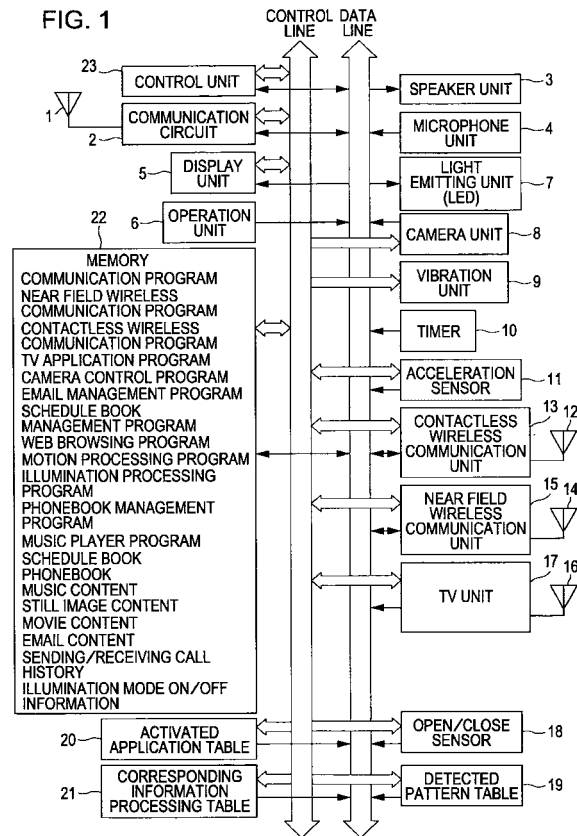 FIG. 1
CONTROL LINE
DATA LINE
23
CONTROL UNIT
1
COMMUNICATION
CIRCUIT
2
5
DISPLAY
UNIT
6
OPERATION
UNIT
22
MEMORY
COMMUNICATION PROGRAM
NEAR FIELD WIRELESS
COMMUNICATION PROGRAM
CONTACTLESS WIRELESS
COMMUNICATION PROGRAM
TV APPLICATION PROGRAM
CAMERA CONTROL PROGRAM
EMAIL MANAGEMENT PROGRAM
SCHEDULE BOOK
MANAGEMENT PROGRAM
WEB BROWSING PROGRAM
MOTION PROCESSING PROGRAM
ILLUMINATION PROCESSING
PROGRAM
PHONEBOOK MANAGEMENT
PROGRAM
MUSIC PLAYER PROGRAM
SCHEDULE BOOK
PHONEBOOK
MUSIC CONTENT
STILL IMAGE CONTENT
MOVIE CONTENT
EMAIL CONTENT
SENDING/RECEIVING CALL
HISTORY
ILLUMINATION MODE ON/OFF
INFORMATION
20
ACTIVATED
APPLICATION TABLE
21
CORRESPONDING
INFORMATION
PROCESSING TABLE
3
SPEAKER UNIT
4
MICROPHONE
UNIT
LIGHT
EMITTING UNIT
(LED)
7
CAMERA UNIT
8
VIBRATION
UNIT
9
TIMER
10
ACCELERATION
SENSOR
11
13
12
CONTACTLESS
WIRELESS
COMMUNICATION
UNIT
15
14
NEAR FIELD
WIRELESS
COMMUNICATION
UNIT
17
16
TV UNIT
OPEN/CLOSE
SENSOR
18
DETECTED
PATTERN TABLE
19